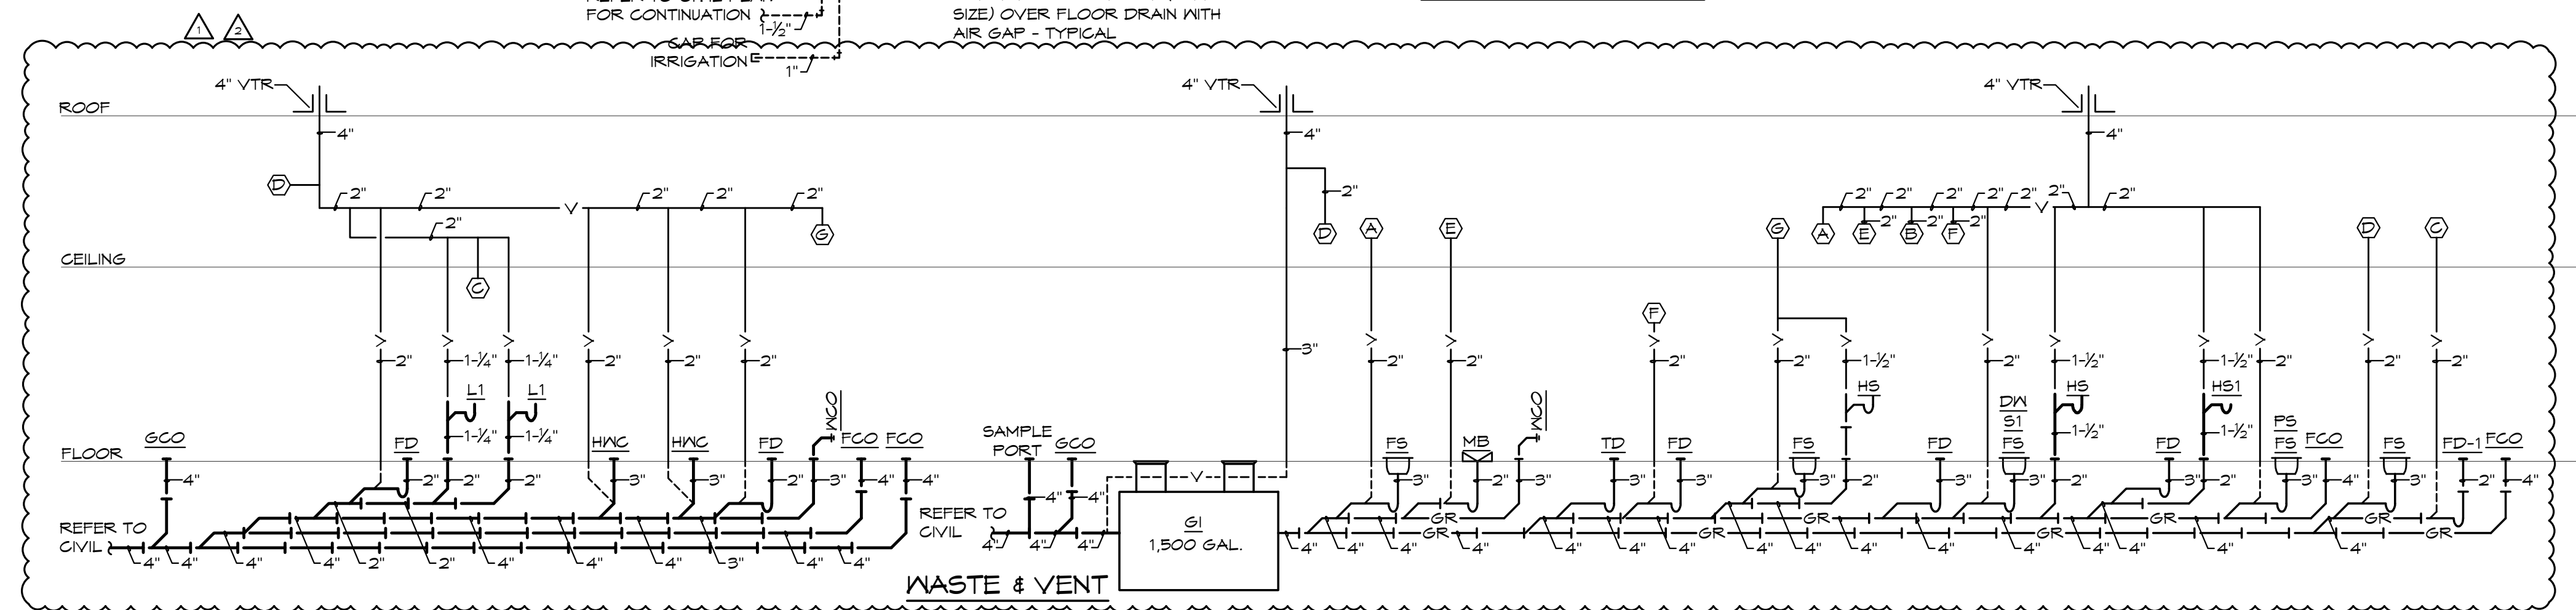 FOR CONTINUATION
1-½"
CAP FOR
IRRIGATION
1"
SIZE) OVER FLOOR DRAIN WITH
AIR GAP - TYPICAL
1 2
4" VTR 4" VTR 4" VTR
ROOF
4" 4" 4"
D 2" 2" V 2" 2" 2" G
2" C
2" D
A E G
2" 2" 2" 2" 2" V 2" 2"
A E 2" B 2" F 2"
D C
CEILING
F
3"
2" 1-¼" 1-¼" 2" 2" 2"
2" 2" 2" 2" 1-½" 2" 1-½" 1-½" 2" 2" 2"
L1 L1
1-¼" 1-¼"
HS HS HS1
1-½" 1-½"
FLOOR
GCO FD HWC HWC FD WCO FCO FCO
4" 2" 2" 2" 3" 3" 2" 3" 4" 4"
SAMPLE
PORT GCO
4" 4"
V
FS MB WCO TD FD FS FD
DW
S1
FS
FD
PS
FS
FCO FS FD-1 FCO
3" 2" 3" 3" 3" 3" 2" 3" 3" 2" 3" 2" 3" 4" 3" 2" 4"
REFER TO
CIVIL
4" 4" 4" 4" 2" 2" 4" 4" 4" 3" 4" 4"
REFER TO
CIVIL
4" 4" 4"
G1
1,500 GAL.
GR GR GR GR
GR GR GR GR
4" 4" 4" 4" 4" 4" 4" 4" 4" 4" 4" 4" 4" 4" 4"
WASTE & VENT